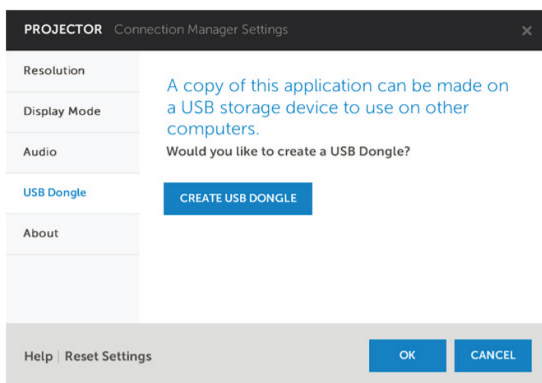 PROJECTOR Connection Manager Settings ×
Resolution
Display Mode
Audio
USB Dongle
About
A copy of this application can be made on
a USB storage device to use on other
computers.
Would you like to create a USB Dongle?
CREATE USB DONGLE
Help | Reset Settings
OK
CANCEL